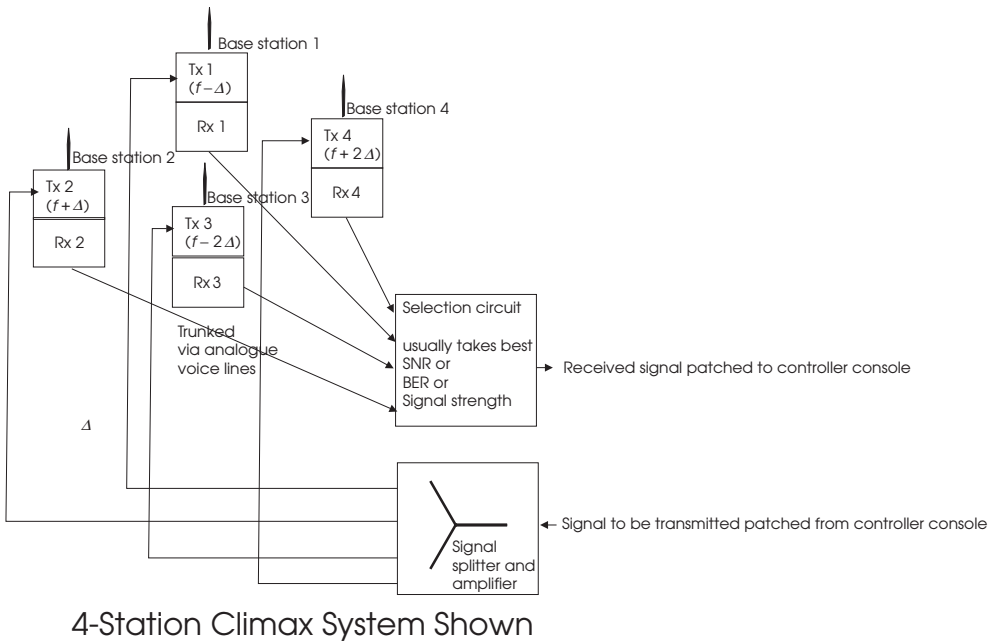 Base station 1
Tx 1
(f – Δ)
Rx 1
Base station 4
Tx 4
(f + 2Δ)
Rx 4
Base station 2
Tx 2
(f + Δ)
Rx 2
Base station 3
Tx 3
(f – 2Δ)
Rx 3
Trunked
via analogue
voice lines
Selection circuit
usually takes best
SNR or
BER or
Signal strength
Received signal patched to controller console
Δ
Signal to be transmitted patched from controller console
Signal
splitter and
amplifier
4-Station Climax System Shown